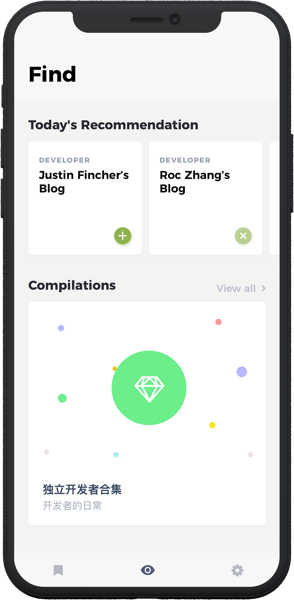 Find
Today's Recommendation
DEVELOPER
Justin Fincher's
Blog
DEVELOPER
Roc Zhang's
Blog
Compilations
View all
独立开发者合集
开发者的日常